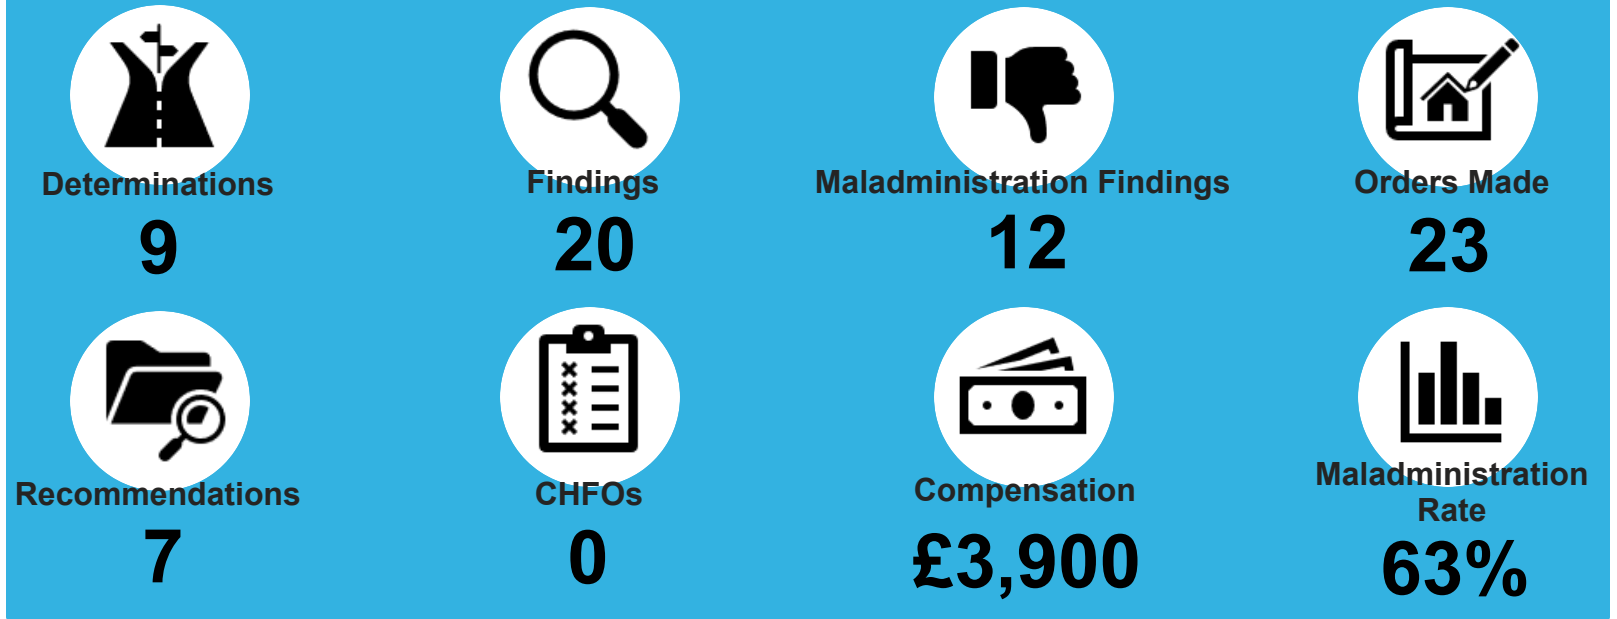 Determinations
9
Findings
20
Maladministration Findings
12
Orders Made
23
Recommendations
7
CHFOs
0
Compensation
£3,900
Maladministration
Rate
63%